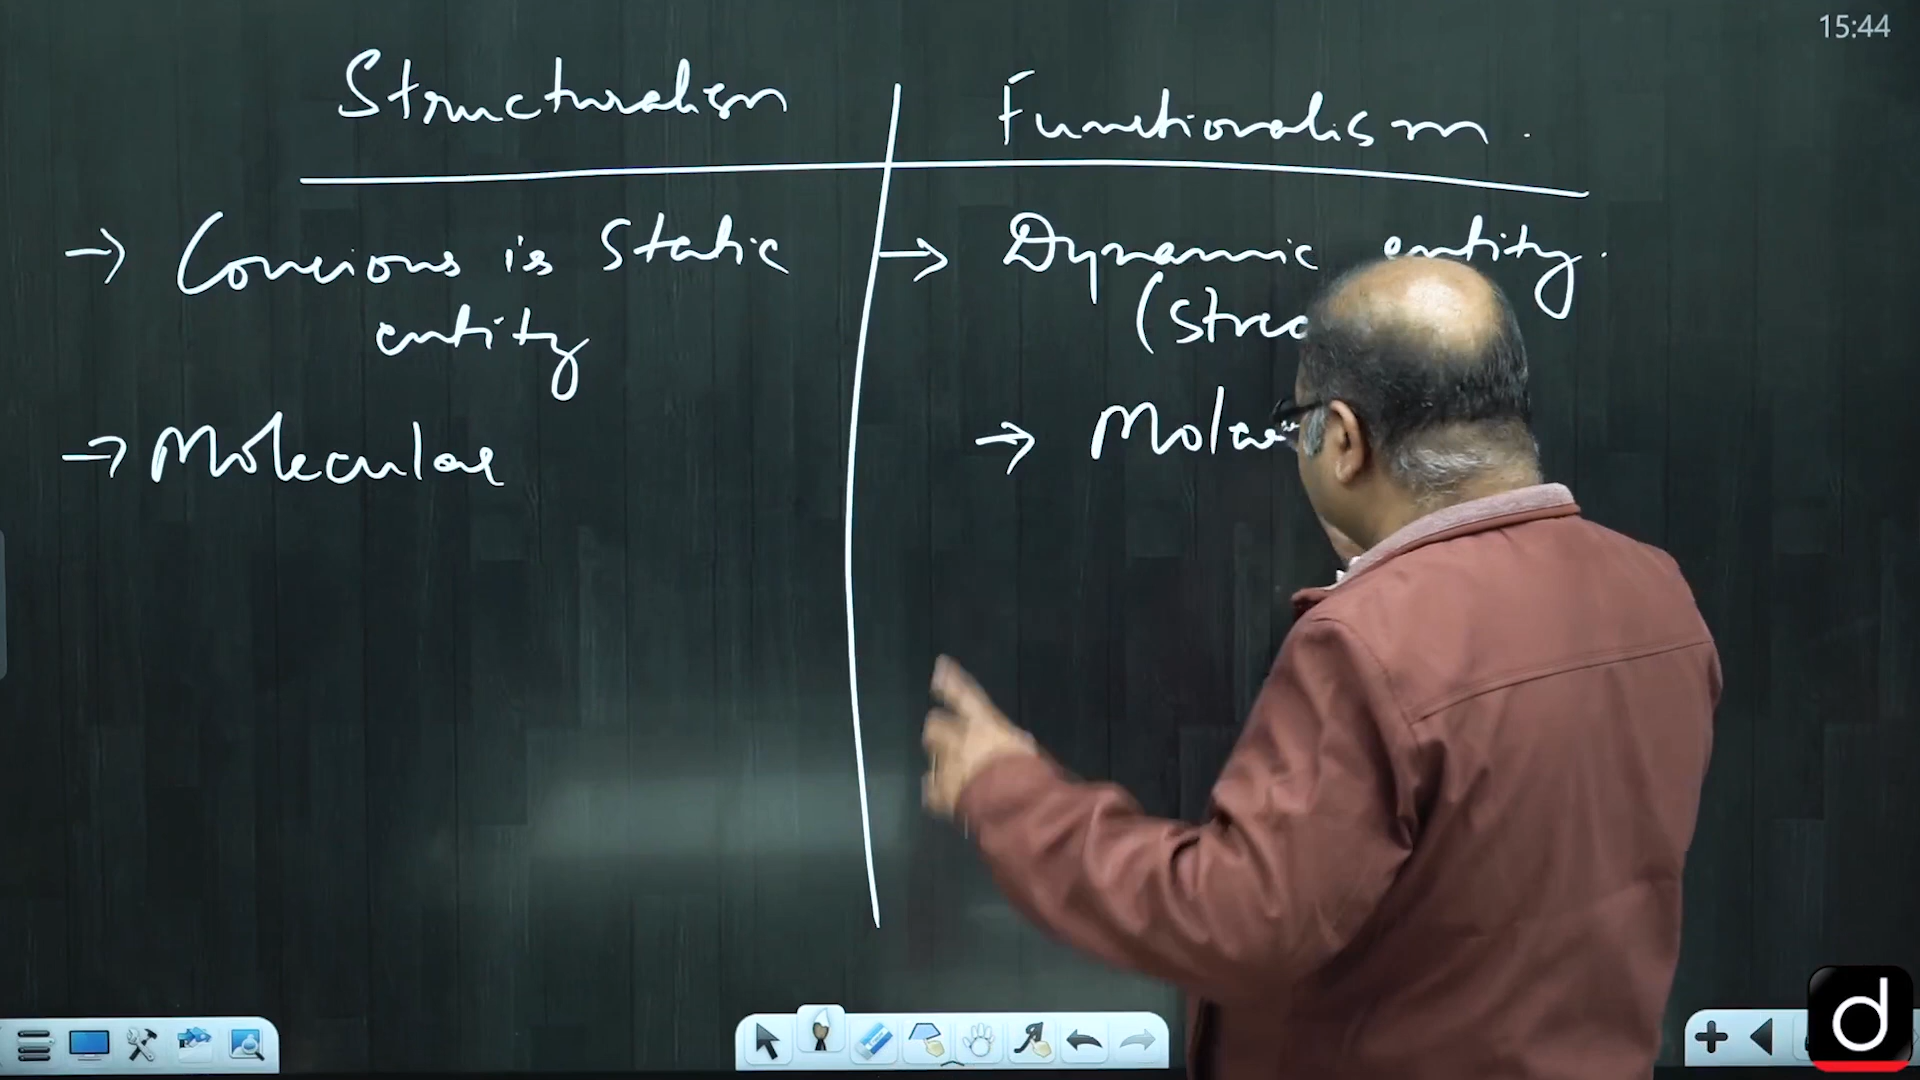 15:44
Structuralism
Functionalism.
→ Concious is static
entity
→ Dynamic entity.
(Strea
→ Molecular
→ Mola
d